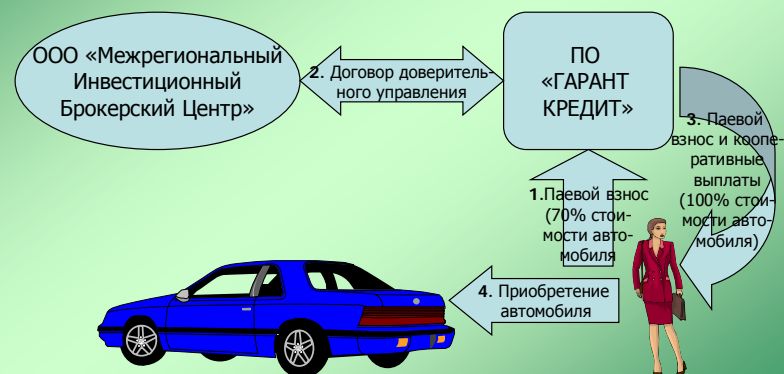 ООО «Межрегиональный
Инвестиционный
Брокерский Центр»
2. Договор доверитель-
ного управления
ПО
«ГАРАНТ
КРЕДИТ»
3. Паевой
взнос и коопе-
ративные
выплаты
(100% стои-
мости авто-
мобиля)
1.Паевой взнос
(70% стои-
мости авто-
мобиля
4. Приобретение
автомобиля